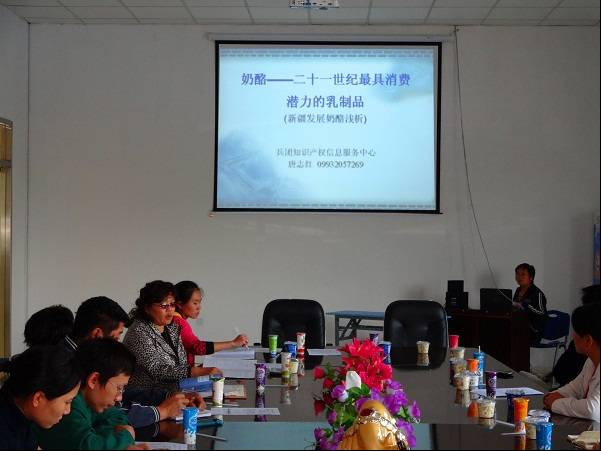 奶酪——二十一世纪最具消费
潜力的乳制品
(新疆发展奶酪浅析)
兵团知识产权信息服务中心
唐志红 09932057269